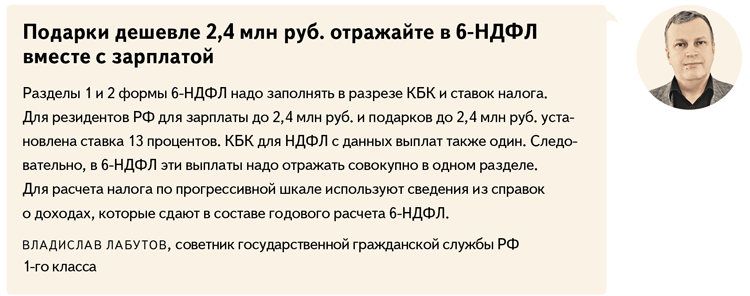 Подарки дешевле 2,4 млн руб. отражайте в 6-НДФЛ
вместе с зарплатой
Разделы 1 и 2 формы 6-НДФЛ надо заполнять в разрезе КБК и ставок налога.
Для резидентов РФ для зарплаты до 2,4 млн руб. и подарков до 2,4 млн руб. уста-
новлена ставка 13 процентов. КБК для НДФЛ с данных выплат также один. Следо-
вательно, в 6-НДФЛ эти выплаты надо отражать совокупно в одном разделе.
Для расчета налога по прогрессивной шкале используют сведения из справок
о доходах, которые сдают в составе годового расчета 6-НДФЛ.
ВЛАДИСЛАВ ЛАБУТОВ, советник государственной гражданской службы РФ
1-го класса